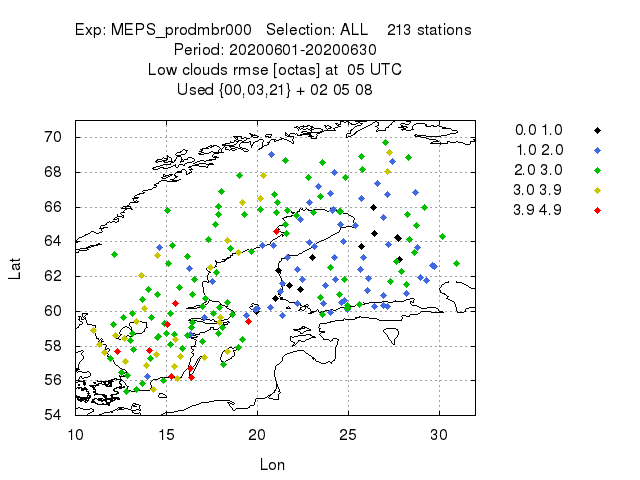 Exp: MEPS_prodmbr000 Selection: ALL 213 stations
Period: 20200601-20200630
Low clouds rmse [octas] at 05 UTC
Used {00,03,21} + 02 05 08
0.0 1.0
1.0 2.0
2.0 3.0
3.0 3.9
3.9 4.9
70
68
66
64
62
60
58
56
54
Lat
10 15 20 25 30
Lon